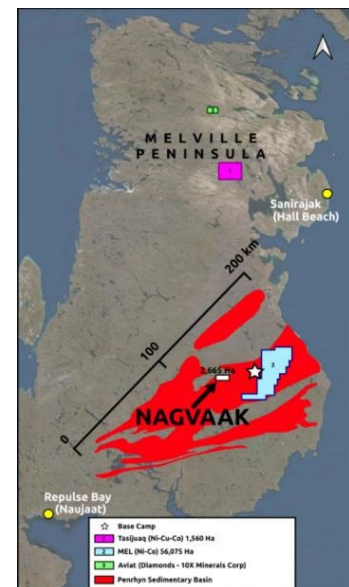 MELVILLE
PENINSULA
Sanirajak
(Hall Beach)
200 km
100
0
2,665 Ha
NAGVAAK
Repulse Bay
(Naujaat)
Base Camp
Tasijuaq (Ni-Cu-Co) 1,560 Ha
MEL (Ni-Co) 56,075 Ha
Aviat (Diamonds - 10X Minerals Corp)
Penrhyn Sedimentary Basin